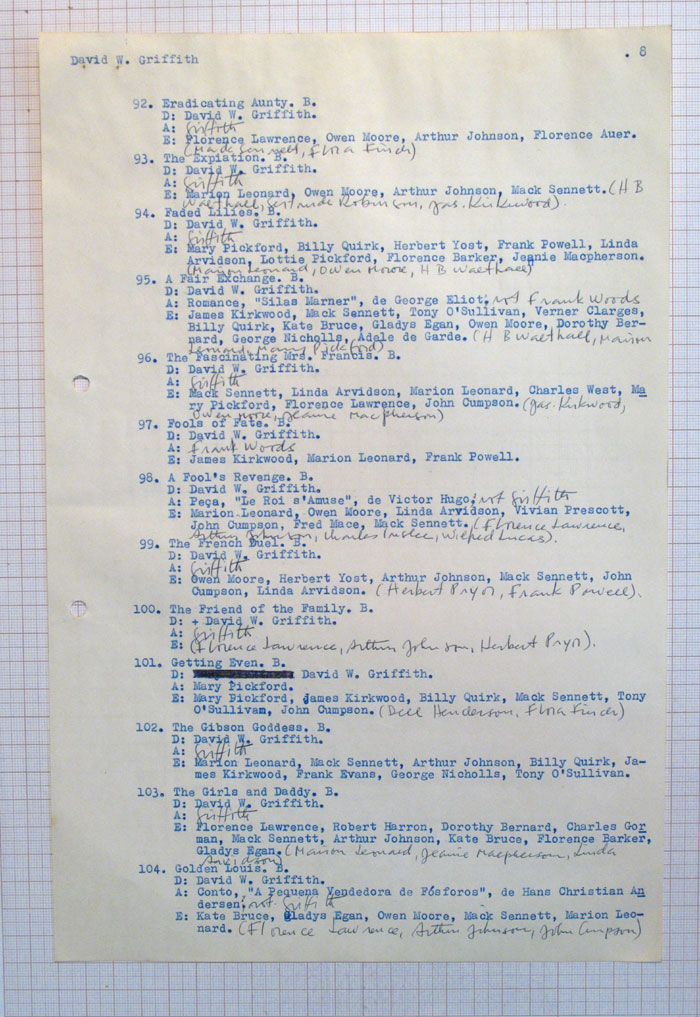 David W. Griffith . 8
92. Eradicating Aunty. B.
D: David W. Griffith.
A: Griffith
E: Florence Lawrence, Owen Moore, Arthur Johnson, Florence Auer.
(Mack Sennett, Flora Finch)
93. The Expiation. B.
D: David W. Griffith.
A: Griffith
E: Marion Leonard, Owen Moore, Arthur Johnson, Mack Sennett. (H B
Walthall, Gertrude Robinson, Jas. Kirkwood).
94. Faded Lilies. B.
D: David W. Griffith.
A: Griffith
E: Mary Pickford, Billy Quirk, Herbert Yost, Frank Powell, Linda
Arvidson, Lottie Pickford, Florence Barker, Jeanie Macpherson.
(Marion Leonard, Owen Moore, H B Walthall)
95. A Fair Exchange. B.
D: David W. Griffith.
A: Romance, "Silas Marner", de George Eliot; rot Frank Woods
E: James Kirkwood, Mack Sennett, Tony O'Sullivan, Verner Clarges,
Billy Quirk, Kate Bruce, Gladys Egan, Owen Moore, Dorothy Ber-
nard, George Nicholls, Adele de Garde. (H B Walthall, Marion
Leonard, Mary Pickford)
96. The Fascinating Mrs. Francis. B.
D: David W. Griffith.
A: Griffith
E: Mack Sennett, Linda Arvidson, Marion Leonard, Charles West, Ma
ry Pickford, Florence Lawrence, John Cumpson. (Jas. Kirkwood,
Owen Moore, Jeanie Macpherson)
97. Fools of Fate. B.
D: David W. Griffith.
A: Frank Woods
E: James Kirkwood, Marion Leonard, Frank Powell.
98. A Fool's Revenge. B.
D: David W. Griffith.
A: Peça, "Le Roi s'Amuse", de Victor Hugo; rot Griffith
E: Marion Leonard, Owen Moore, Linda Arvidson, Vivian Prescott,
John Cumpson, Fred Mace, Mack Sennett. (Florence Lawrence,
Arthur Johnson, Charles Inslee, Wilfred Lucas).
99. The French Duel. B.
D: David W. Griffith.
A: Griffith
E: Owen Moore, Herbert Yost, Arthur Johnson, Mack Sennett, John
Cumpson, Linda Arvidson. (Herbert Pryor, Frank Powell).
100. The Friend of the Family. B.
D: + David W. Griffith.
A: Griffith
E: (Florence Lawrence, Arthur Johnson, Herbert Pryor).
101. Getting Even. B.
D: David W. Griffith.
A: Mary Pickford.
E: Mary Pickford, James Kirkwood, Billy Quirk, Mack Sennett, Tony
O'Sullivan, John Cumpson. (Dell Henderson, Flora Finch)
102. The Gibson Goddess. B.
D: David W. Griffith.
A: Griffith
E: Marion Leonard, Mack Sennett, Arthur Johnson, Billy Quirk, Ja-
mes Kirkwood, Frank Evans, George Nicholls, Tony O'Sullivan.
103. The Girls and Daddy. B.
D: David W. Griffith.
A: Griffith
E: Florence Lawrence, Robert Harron, Dorothy Bernard, Charles Gor
man, Mack Sennett, Arthur Johnson, Kate Bruce, Florence Barker,
Gladys Egan. (Marion Leonard, Jeanie Macpherson, Linda
Arvidson)
104. Golden Louis. B.
D: David W. Griffith.
A: Conto, "A Pequena Vendedora de Fósforos", de Hans Christian An
dersen; rot. Griffith
E: Kate Bruce, Gladys Egan, Owen Moore, Mack Sennett, Marion Leo-
nard. (Florence Lawrence, Arthur Johnson, John Cumpson)